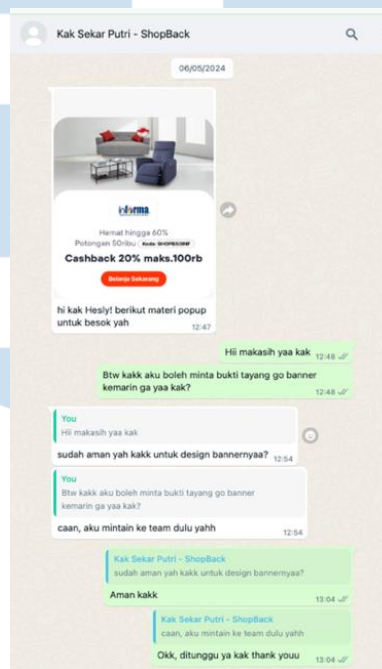 Kak Sekar Putri - ShopBack
06/05/2024
informa
Hemat hingga 60%
Potongan 50ribu Kode:
Cashback 20% maks.100rb
Belanja Sekarang
hi kak Hesly! berikut materi popup
untuk besok yah
12:47
Hii makasih yaa kak 12:48
Btw kakk aku boleh minta bukti tayang go banner
kemarin ga yaa kak?
12:48
You
Hii makasih yaa kak
sudah aman yah kakk untuk design bannernyaa? 12:54
You
Btw kakk aku boleh minta bukti tayang go banner
kemarin ga yaa kak?
caan, aku mintain ke team dulu yahh
12:54
Kak Sekar Putri - ShopBack
sudah aman yah kakk untuk design bannernyaa?
Aman kakk
13:04
Kak Sekar Putri - ShopBack
caan, aku mintain ke team dulu yahh
Okk, ditunggu ya kak thank youu 13:04